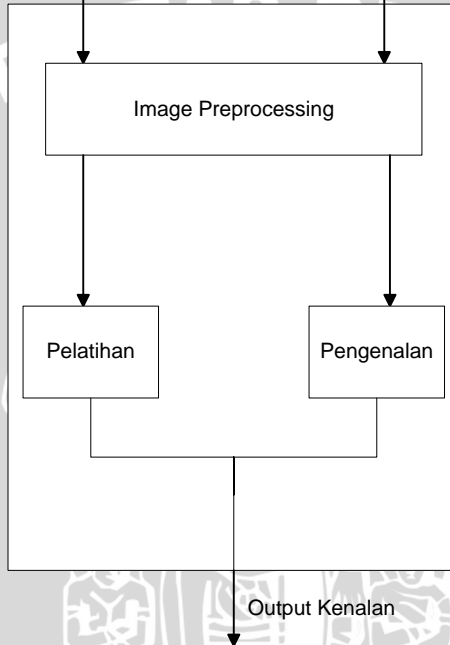 Image Preprocessing
Pelatihan
Pengenalan
Output Kenalan